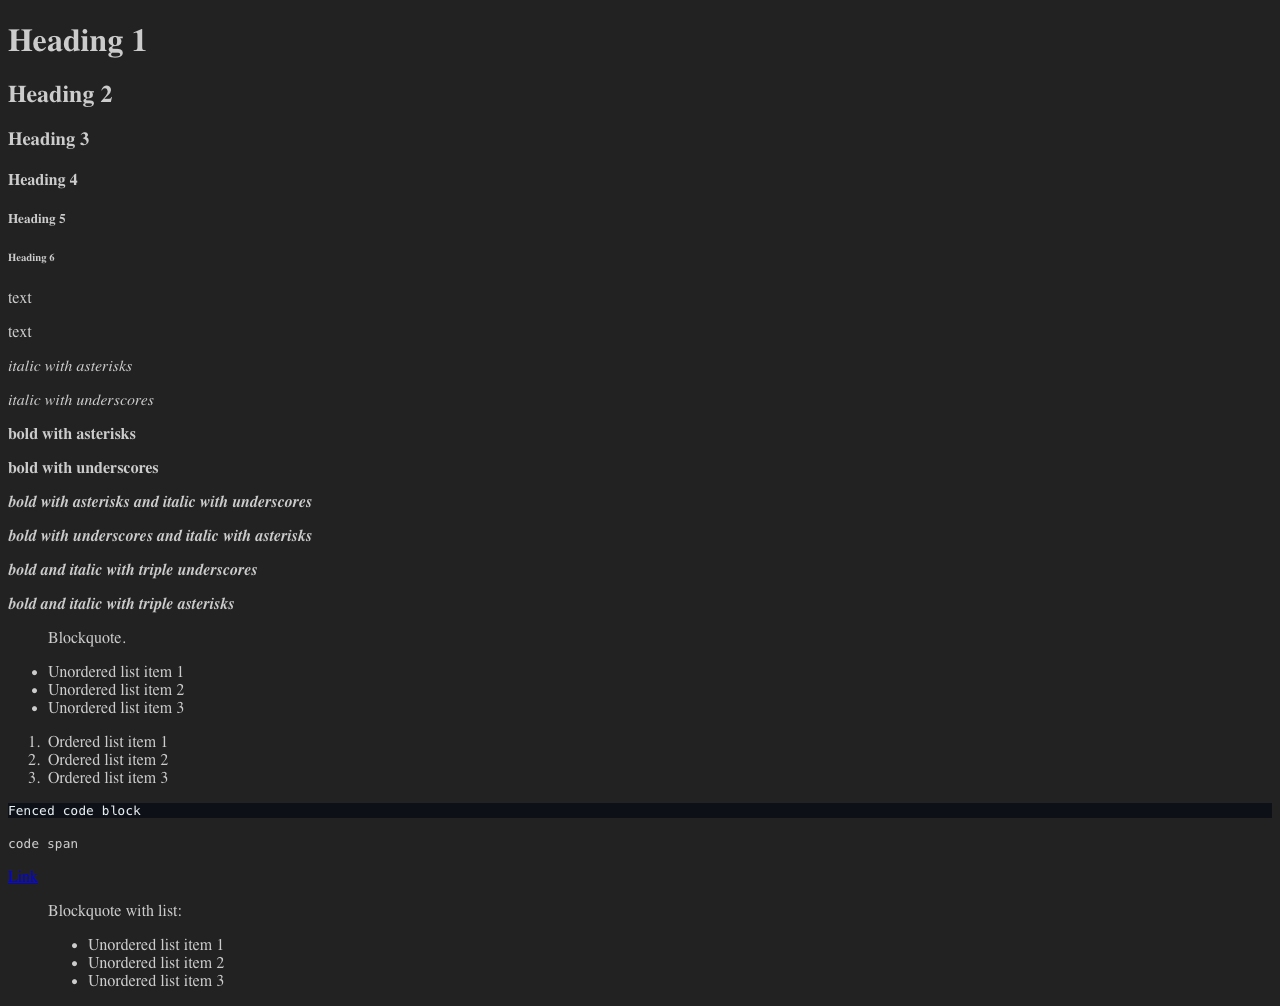 Heading 1
Heading 2
Heading 3
Heading 4
Heading 5
Heading 6
text
text
italic with asterisks
italic with underscores
bold with asterisks
bold with underscores
bold with asterisks and italic with underscores
bold with underscores and italic with asterisks
bold and italic with triple underscores
bold and italic with triple asterisks
Blockquote.
• Unordered list item 1
• Unordered list item 2
• Unordered list item 3
1. Ordered list item 1
2. Ordered list item 2
3. Ordered list item 3
Fenced code block
code span
Link
Blockquote with list:
• Unordered list item 1
• Unordered list item 2
• Unordered list item 3